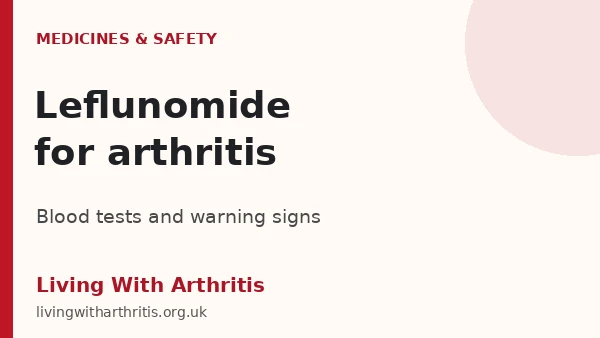 MEDICINES & SAFETY
Leflunomide
for arthritis
Blood tests and warning signs
Living With Arthritis
livingwitharthritis.org.uk